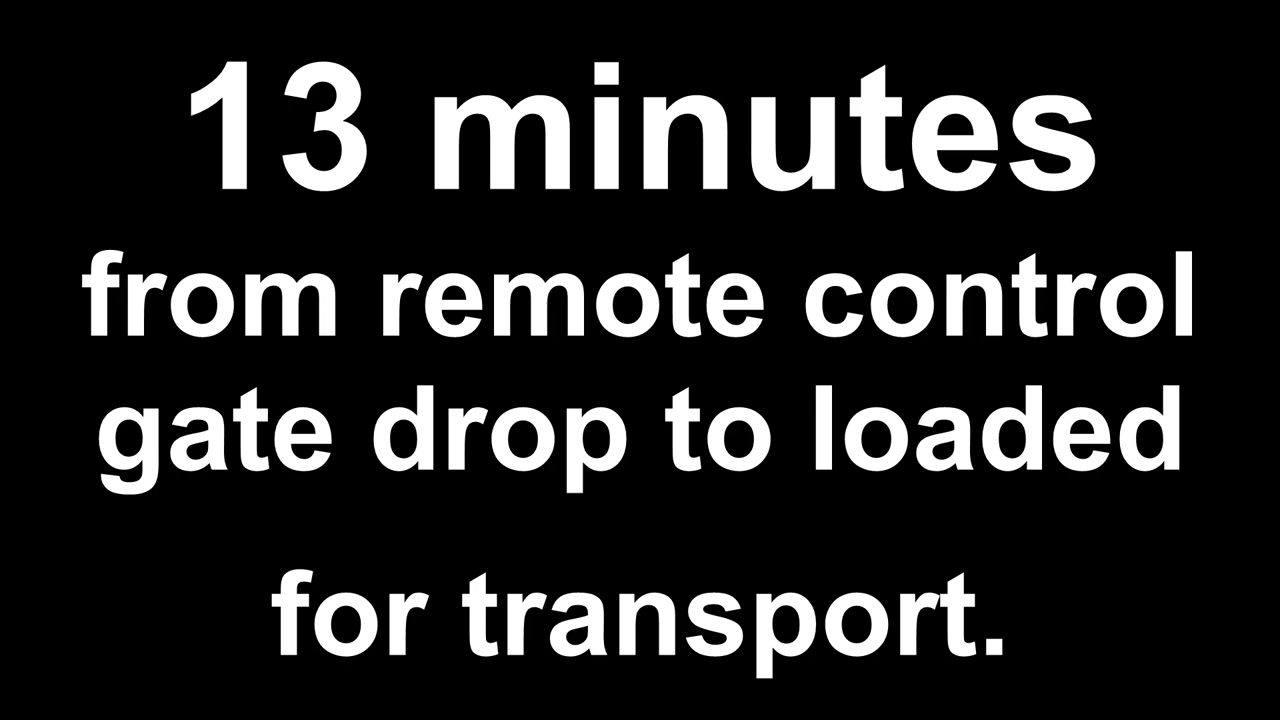 13 minutes
from remote control
gate drop to loaded
for transport.